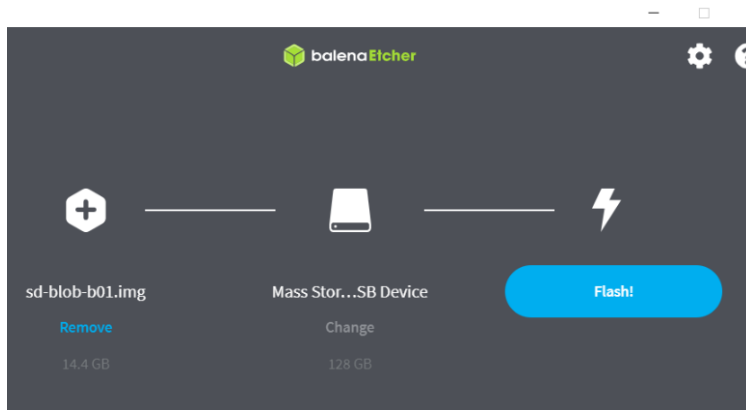 balenaEtcher
sd-blob-b01.img
Mass Stor...SB Device
Flash!
Remove
Change
14.4 GB
128 GB